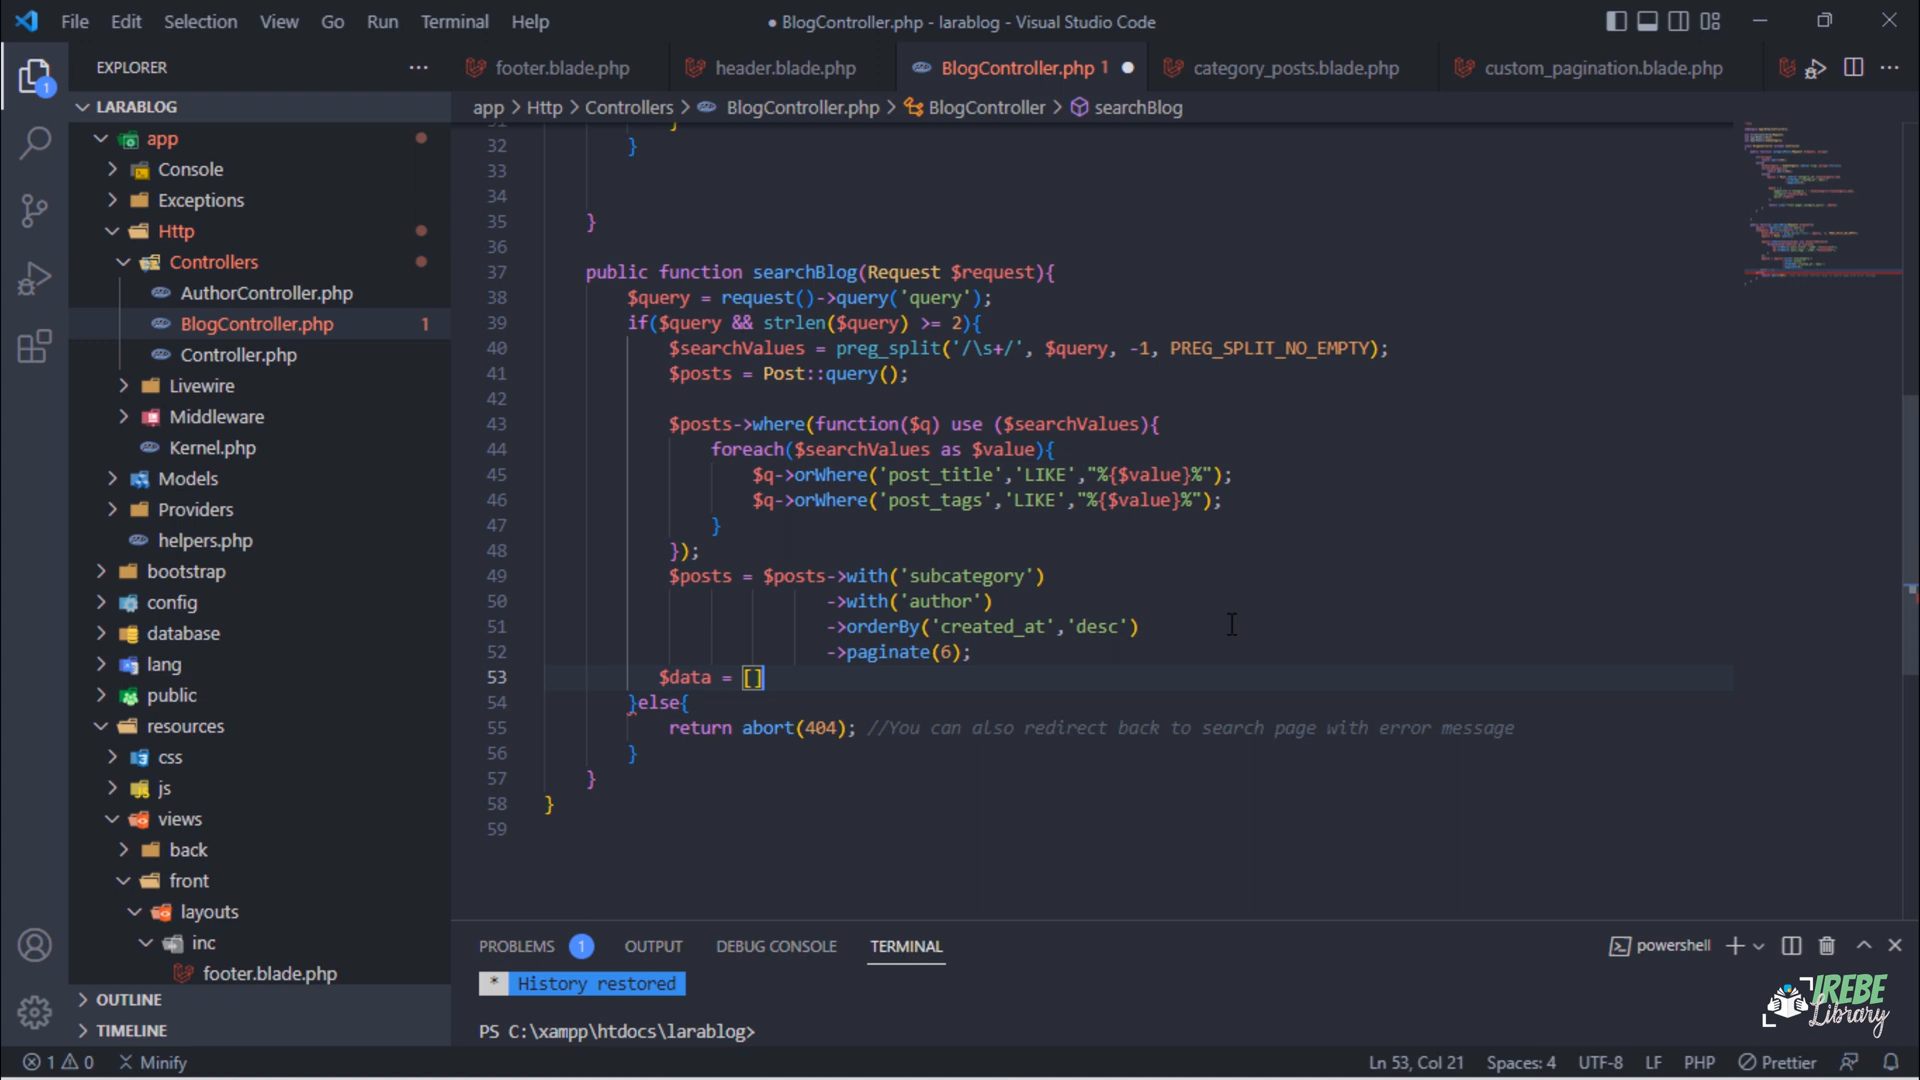 File Edit Selection View Go Run Terminal Help
● BlogController.php - larablog - Visual Studio Code
EXPLORER
footer.blade.php
header.blade.php
BlogController.php 1
category_posts.blade.php
custom_pagination.blade.php
LARABLOG
app > Http > Controllers > BlogController.php > BlogController > searchBlog
app
Console
Exceptions
Http
Controllers
AuthorController.php
BlogController.php 1
Controller.php
Livewire
Middleware
Kernel.php
Models
Providers
helpers.php
bootstrap
config
database
lang
public
resources
css
js
views
back
front
layouts
inc
footer.blade.php
OUTLINE
TIMELINE
1
32 }
33
34
35 }
36
37 public function searchBlog(Request $request){
38 $query = request()->query('query');
39 if($query && strlen($query) >= 2){
40 $searchValues = preg_split('/\s+/', $query, -1, PREG_SPLIT_NO_EMPTY);
41 $posts = Post::query();
42
43 $posts->where(function($q) use ($searchValues){
44 foreach($searchValues as $value){
45 $q->orWhere('post_title','LIKE',"%{$value}%");
46 $q->orWhere('post_tags','LIKE',"%{$value}%");
47 }
48 });
49 $posts = $posts->with('subcategory')
50 ->with('author')
51 ->orderBy('created_at','desc')
52 ->paginate(6);
53 $data = []
54 }else{
55 return abort(404); //You can also redirect back to search page with error message
56 }
57 }
58 }
59
PROBLEMS 1 OUTPUT DEBUG CONSOLE TERMINAL
powershell
* History restored
PS C:\xampp\htdocs\larablog>
IREBE
Library
1 0 Minify
Ln 53, Col 21 Spaces: 4 UTF-8 LF PHP Prettier